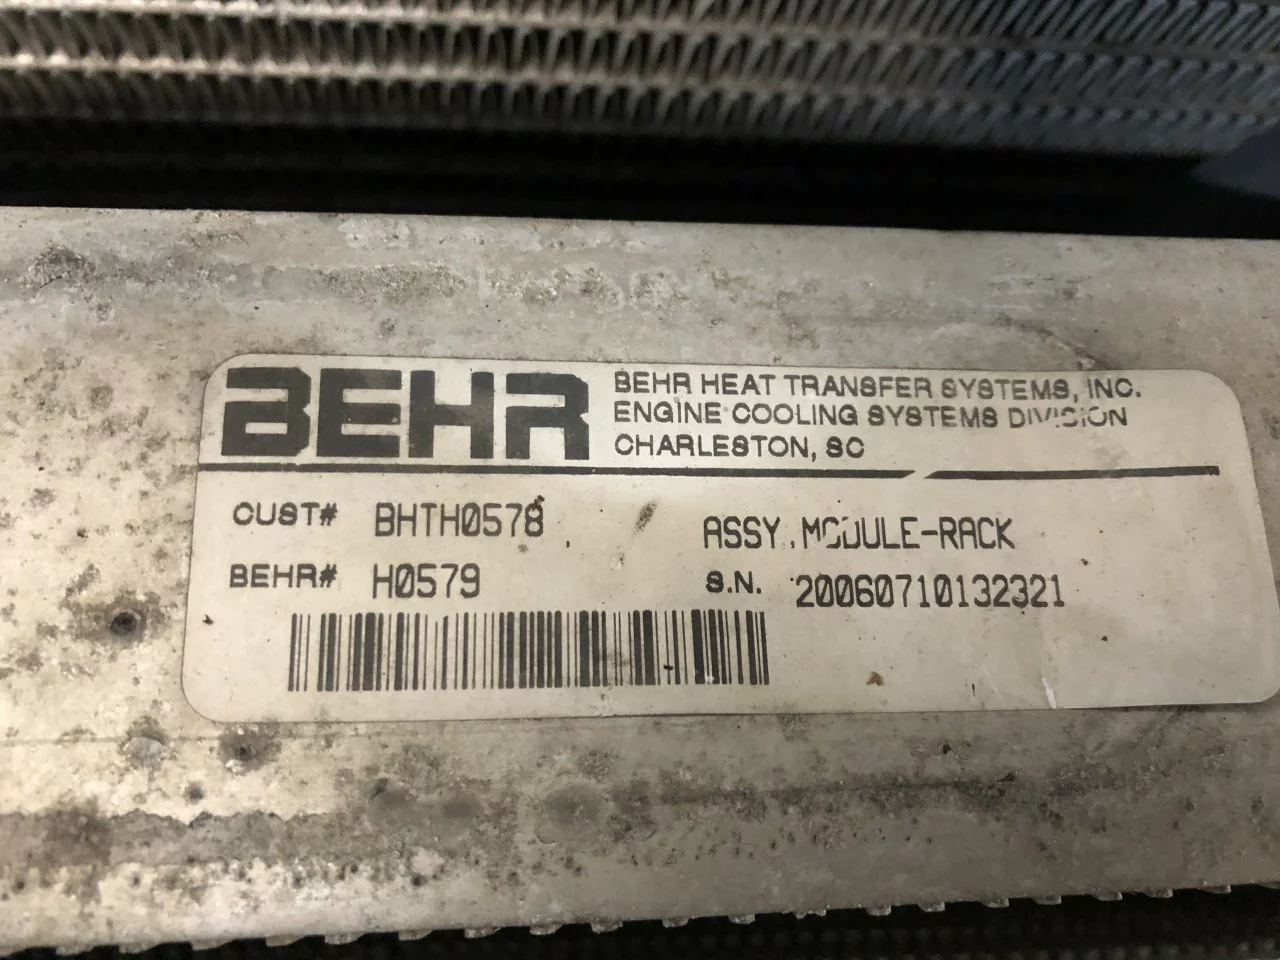 BEHR
BEHR HEAT TRANSFER SYSTEMS, INC.
ENGINE COOLING SYSTEMS DIVISION
CHARLESTON, SC
CUST# BHTH0578
ASSY.MODULE-RACK
BEHR# H0579
S.N. 20060710132321